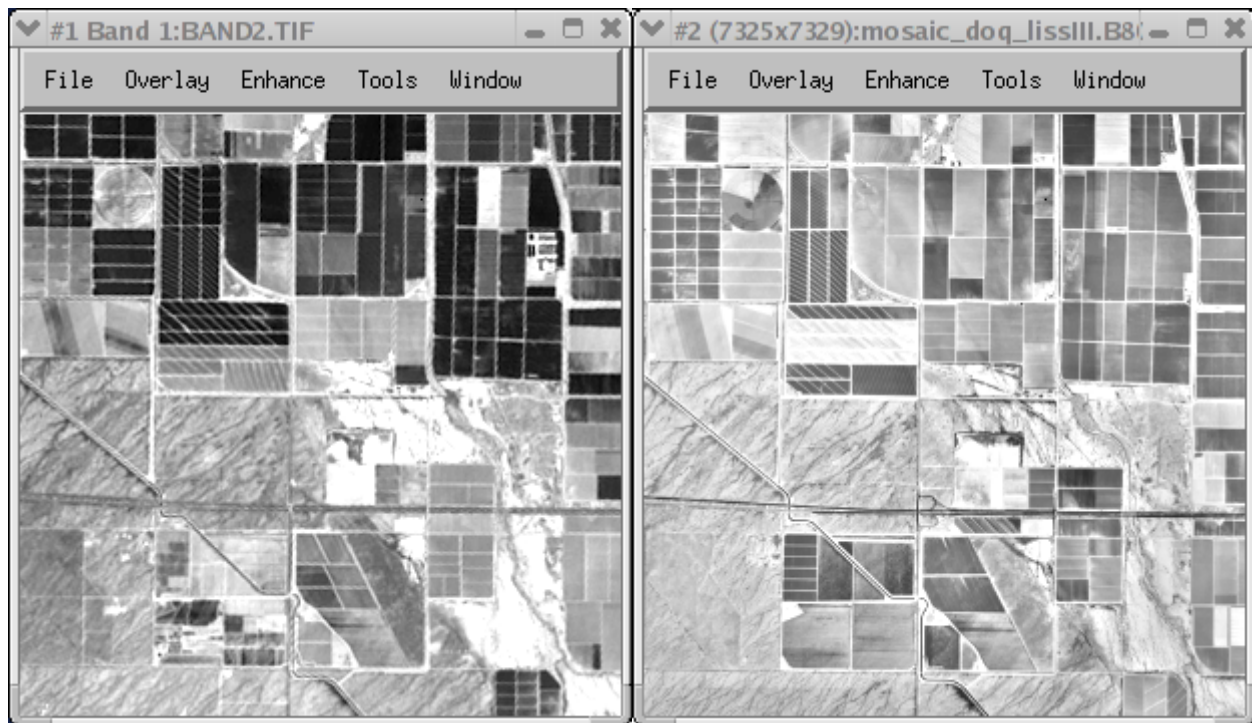 #1 Band 1:BAND2.TIF
File Overlay Enhance Tools Window
#2 (7325x7329):mosaic_doq_lissIII.B8
File Overlay Enhance Tools Window